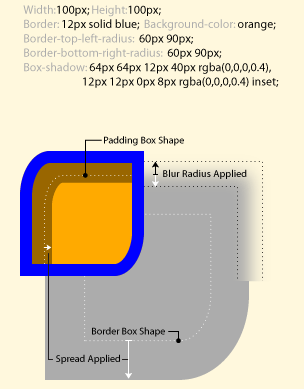 Width:100px; Height:100px;
Border: 12px solid blue; Background-color: orange;
Border-top-left-radius: 60px 90px;
Border-bottom-right-radius: 60px 90px;
Box-shadow: 64px 64px 12px 40px rgba(0,0,0,0.4),
12px 12px 0px 8px rgba(0,0,0,0.4) inset;
Padding Box Shape
Blur Radius Applied
Border Box Shape
Spread Applied